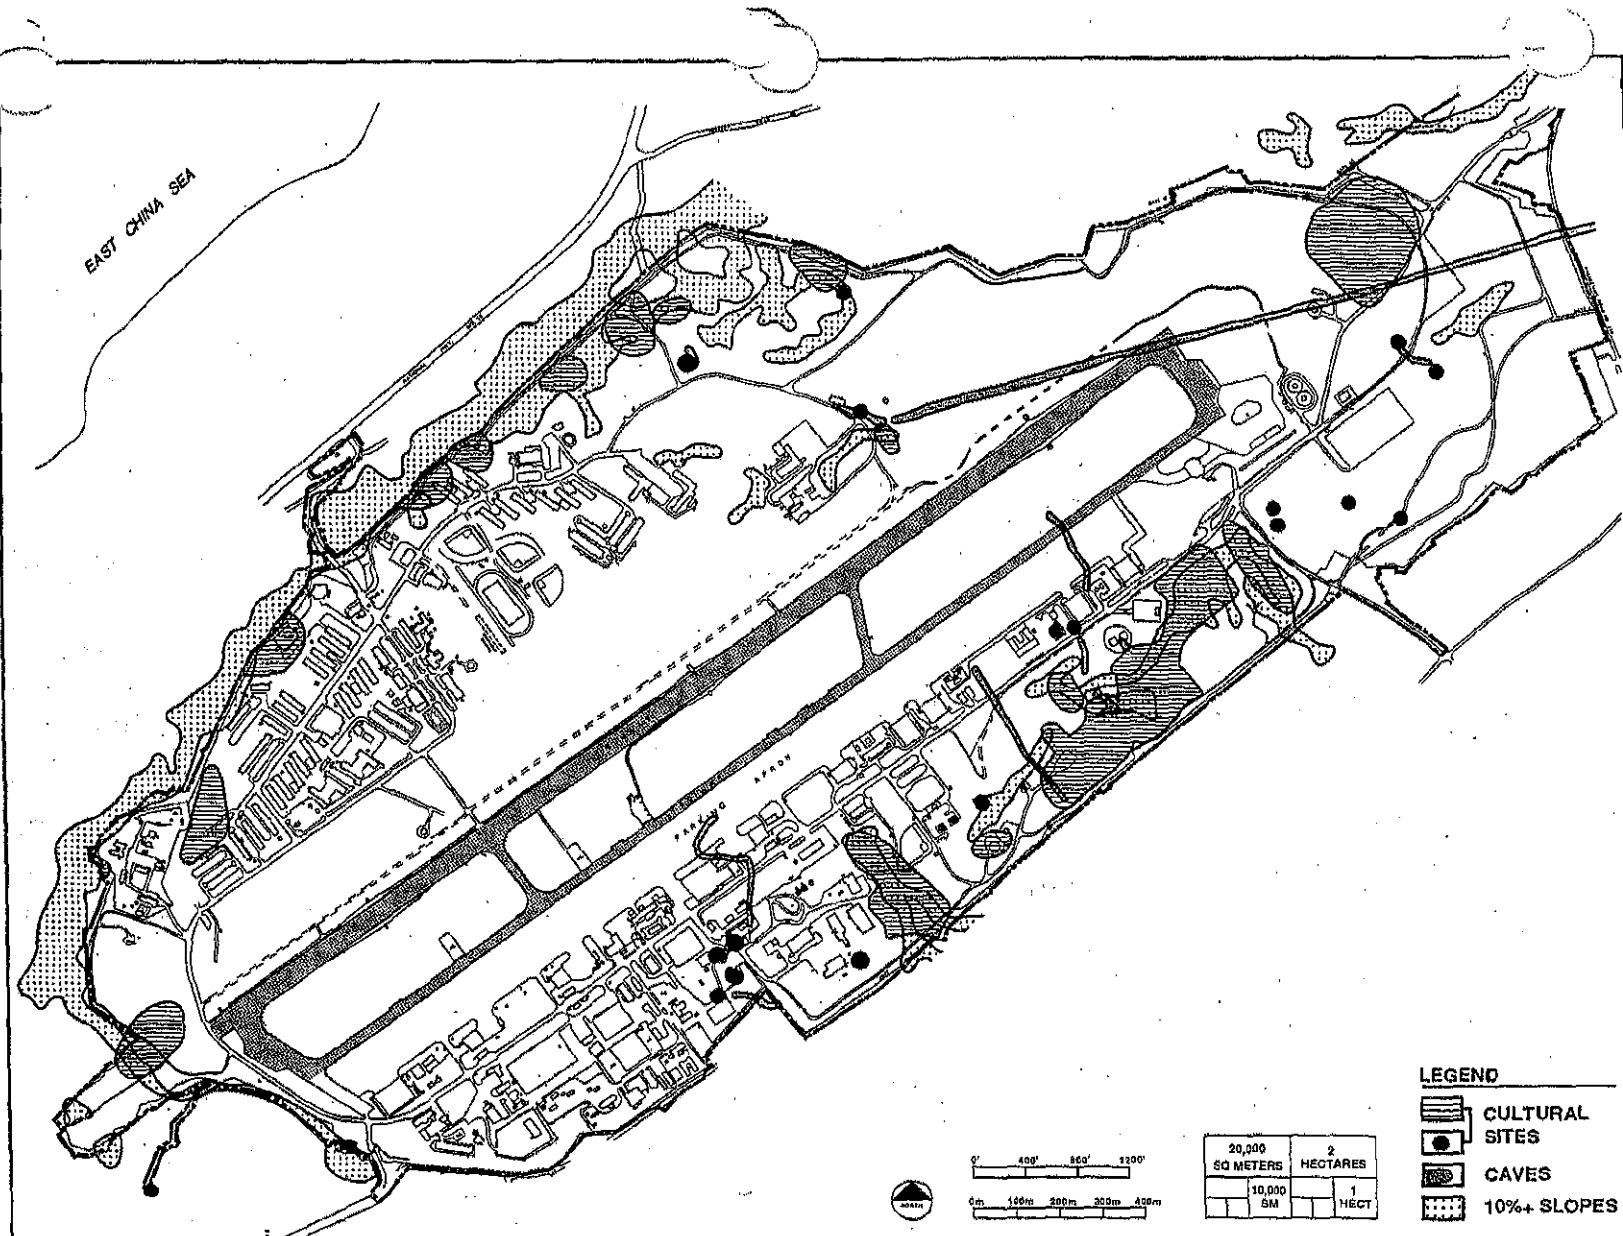 EAST CHINA SEA
PARKING APRON
LEGEND
CULTURAL
SITES
CAVES
10%+ SLOPES
0' 400' 800' 1200'
0m 100m 200m 300m 400m
NORTH
20,000
SQ METERS
2
HECTARES
10,000
SM
1
HECT